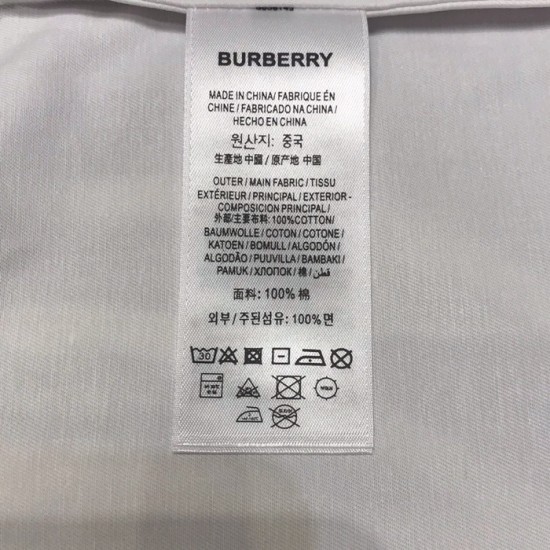 BURBERRY
MADE IN CHINA/ FABRIQUE ÉN
CHINE / FABRICADO NA CHINA /
HECHO EN CHINA
원산지: 중국
生產地 中國 / 原产地 中国
OUTER / MAIN FABRIC / TISSU
EXTÉRIEUR / PRINCIPAL / EXTERIOR-
COMPOSICION PRINCIPAL /
外部/主要布料: 100%COTTON/
BAUMWOLLE / COTON / COTONE /
KATOEN / BOMULL / ALGODÓN /
ALGODÃO / PUUVILLA / BAMBAKI /
PAMUK / ХЛОПОК / 棉 / قطن /
面料: 100% 棉
외부 / 주된섬유: 100% 면
30